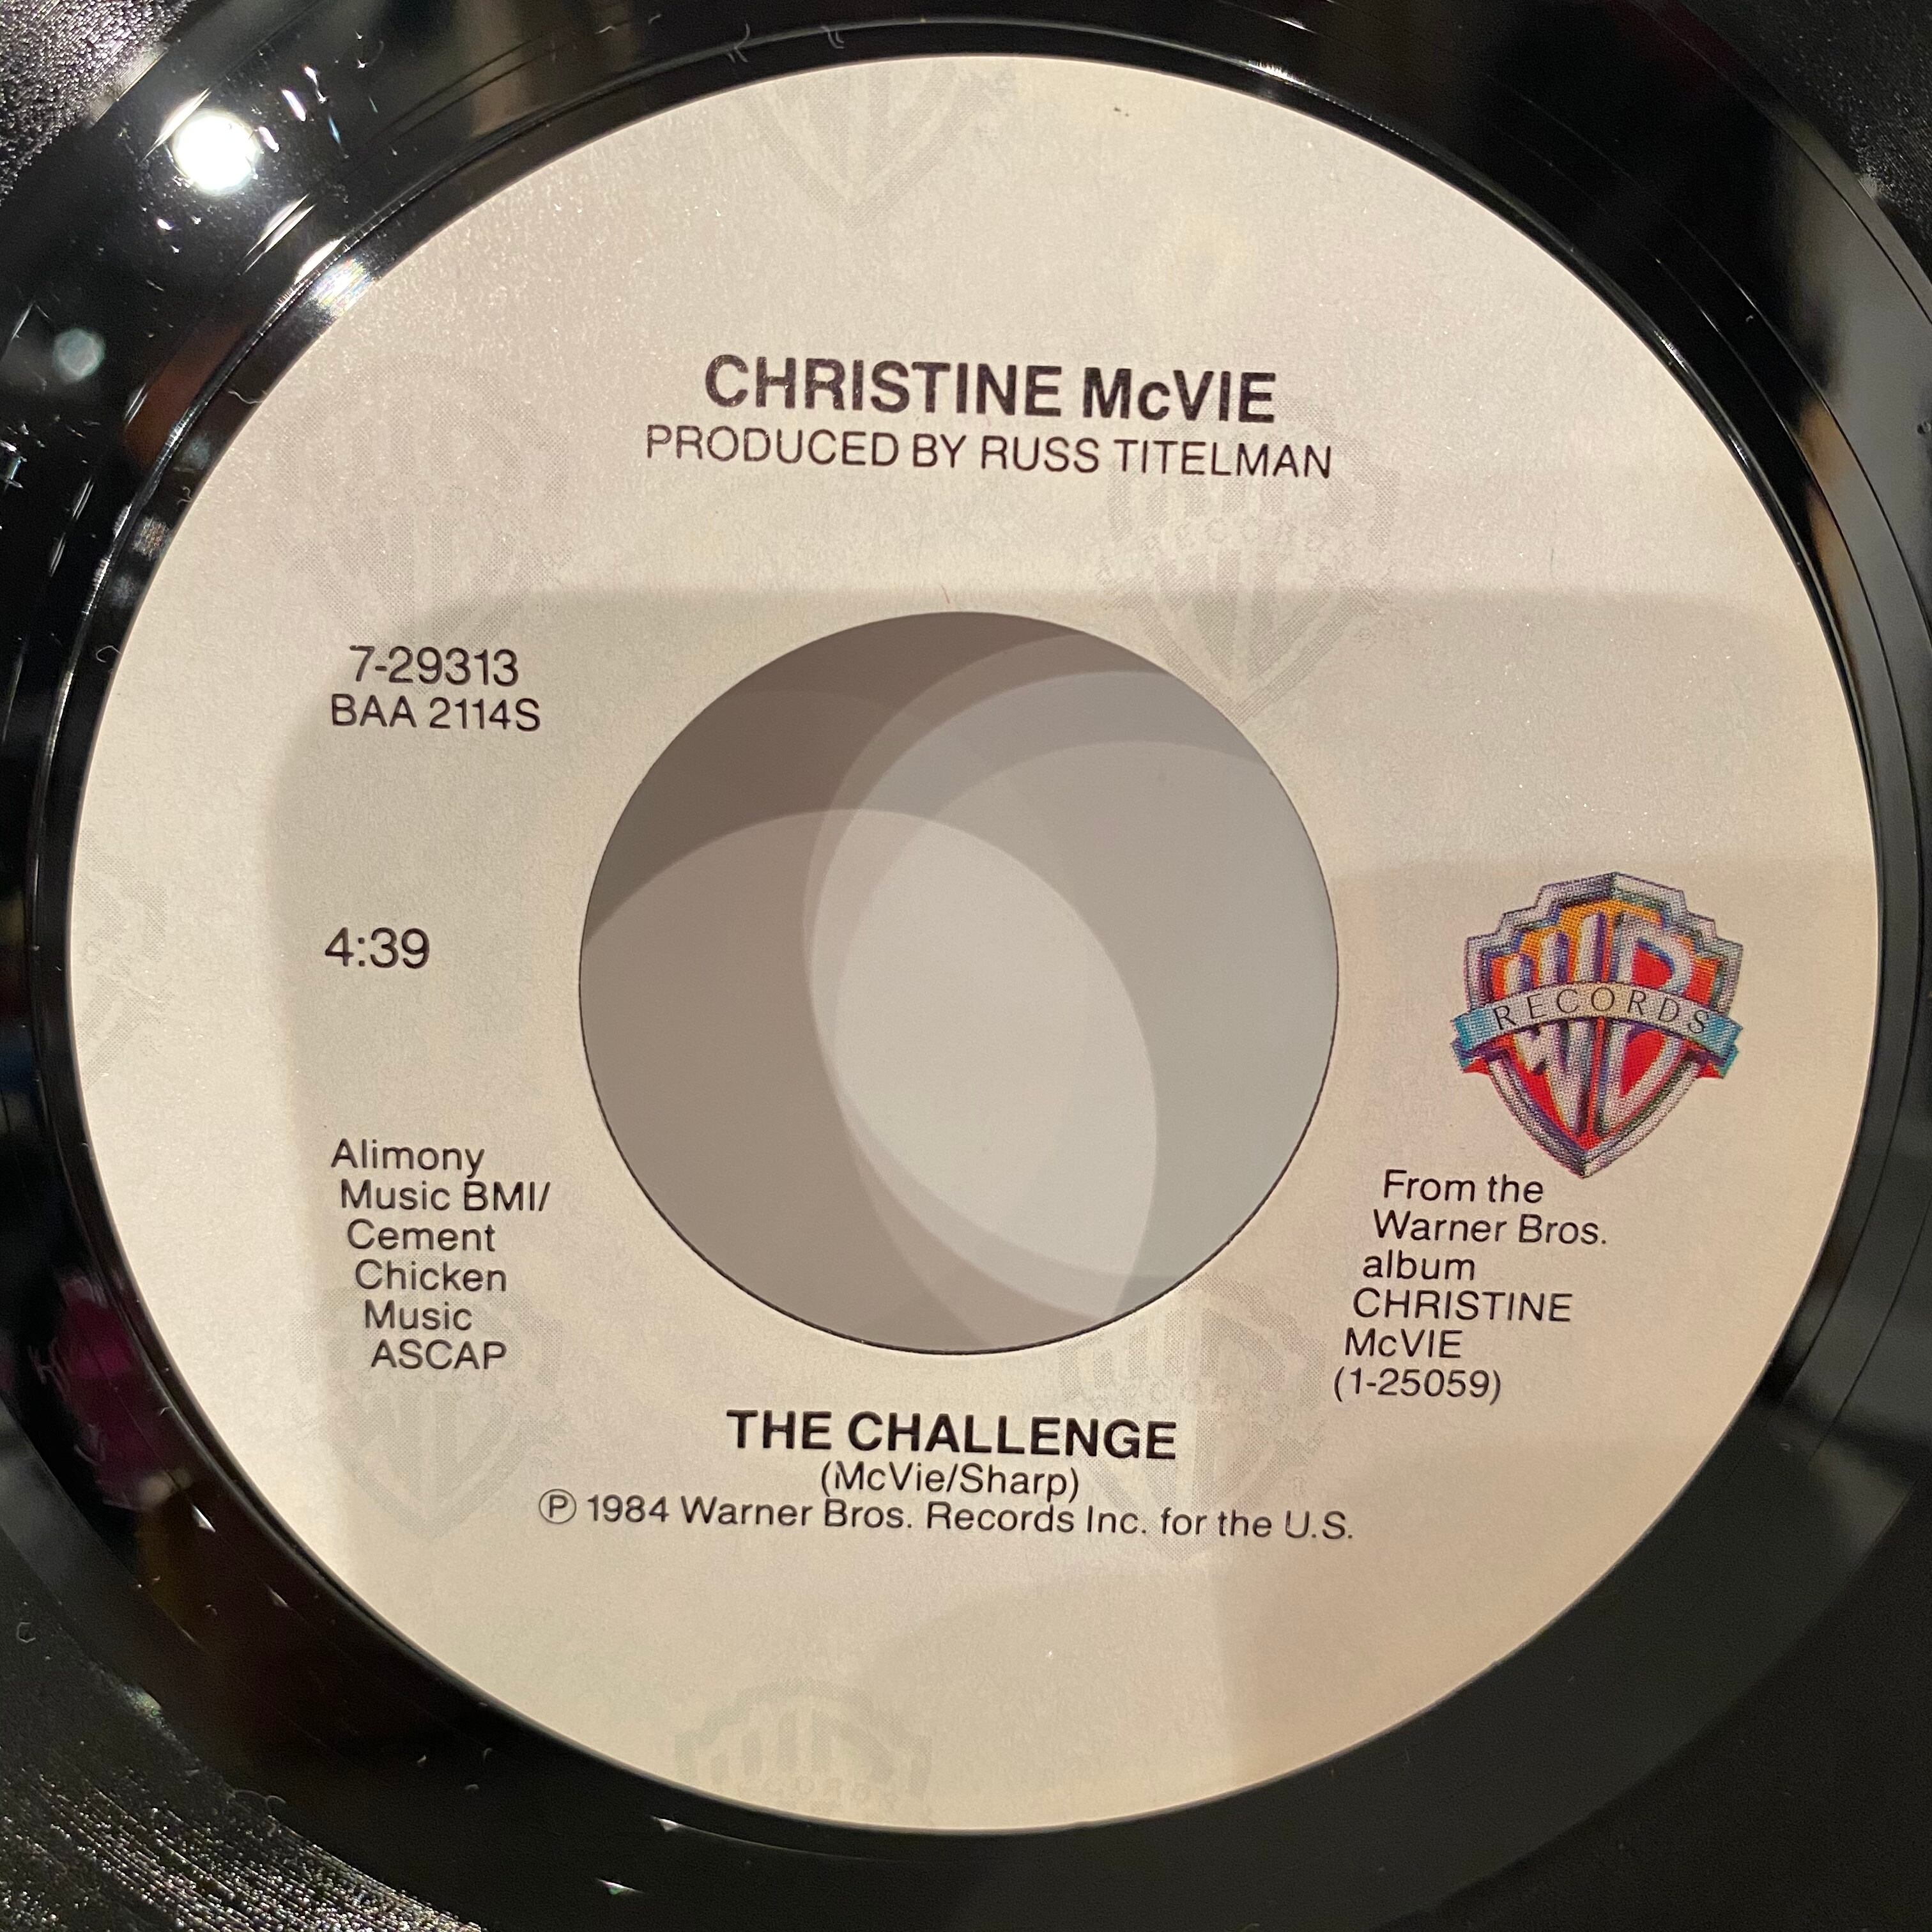 CHRISTINE McVIE
PRODUCED BY RUSS TITELMAN
7-29313
BAA 2114S
4:39
WB
RECORDS
Alimony
Music BMI/
Cement
Chicken
Music
ASCAP
From the
Warner Bros.
album
CHRISTINE
McVIE
(1-25059)
THE CHALLENGE
(McVie/Sharp)
Ⓟ 1984 Warner Bros. Records Inc. for the U.S.